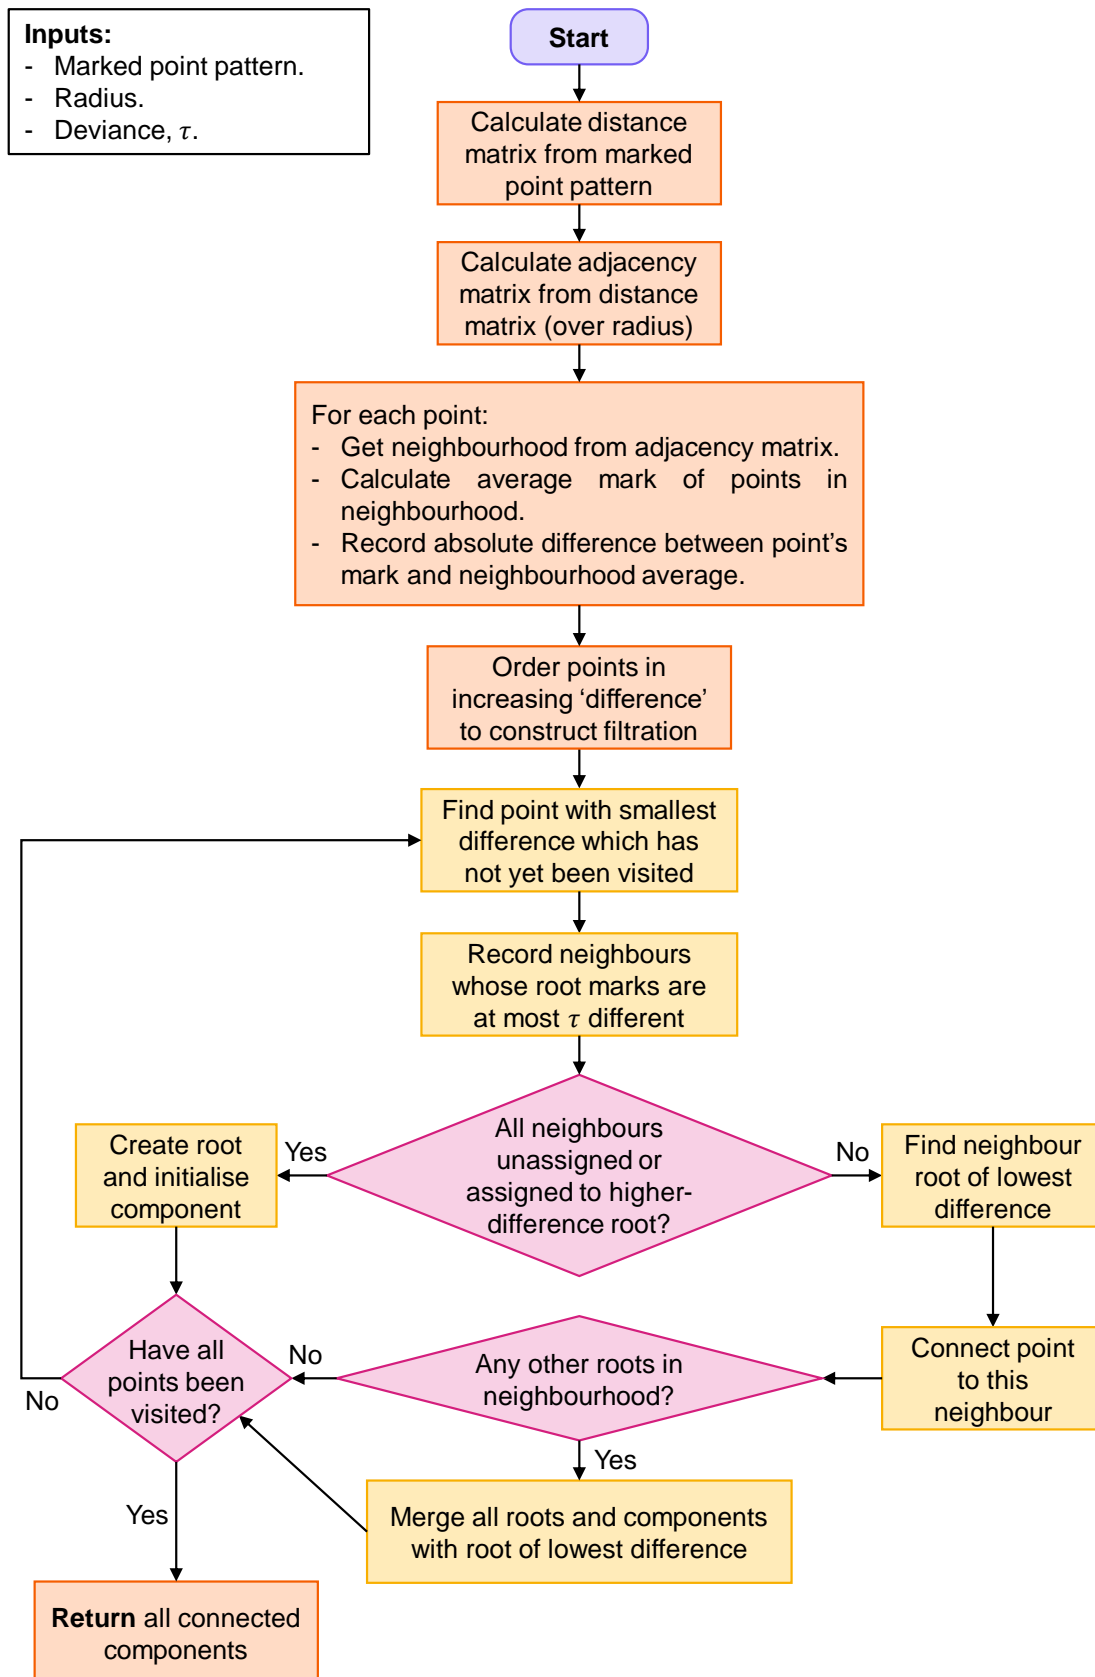 Inputs:
- Marked point pattern.
- Radius.
- Deviance, τ.
Start
Calculate distance
matrix from marked
point pattern
Calculate adjacency
matrix from distance
matrix (over radius)
For each point:
- Get neighbourhood from adjacency matrix.
- Calculate average mark of points in
neighbourhood.
- Record absolute difference between point's
mark and neighbourhood average.
Order points in
increasing ‘difference’
to construct filtration
Find point with smallest
difference which has
not yet been visited
Record neighbours
whose root marks are
at most τ different
All neighbours
unassigned or
assigned to higher-
difference root?
Yes
Create root
and initialise
component
No
Find neighbour
root of lowest
difference
Connect point
to this
neighbour
Any other roots in
neighbourhood?
No
Yes
Merge all roots and components
with root of lowest difference
Have all
points been
visited?
No
Yes
Return all connected
components